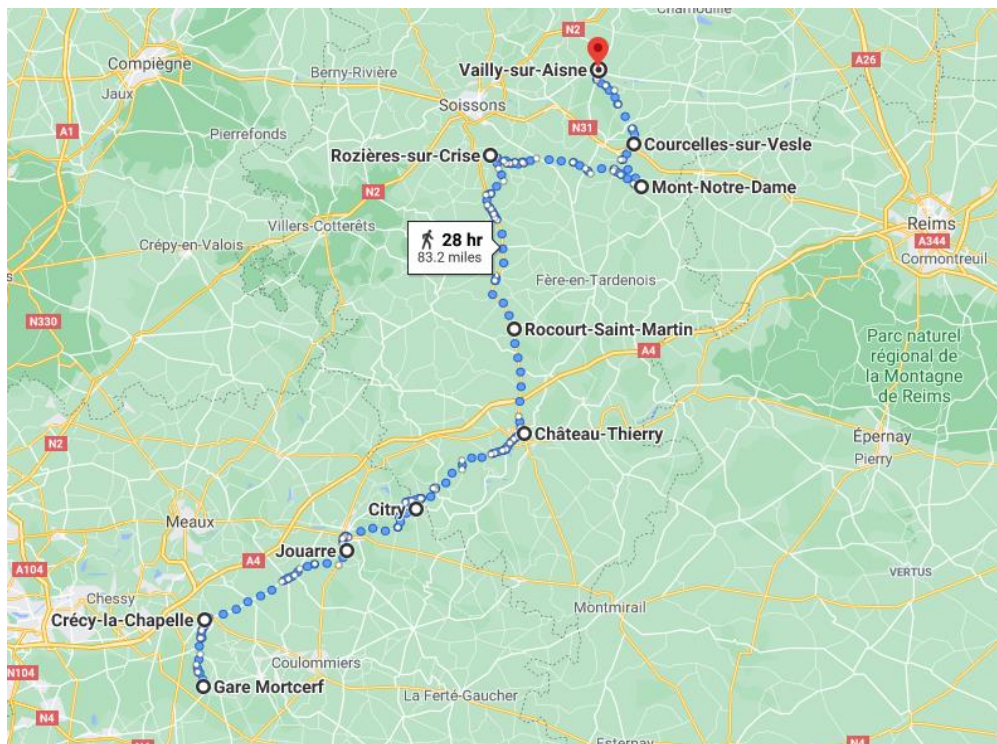 Chamouille
N2
Compiègne
Vailly-sur-Aisne
A26
Berny-Rivière
Jaux
Soissons
A1
N31
Pierrefonds
Courcelles-sur-Vesle
Rozières-sur-Crise
Mont-Notre-Dame
N2
Villers-Cotterêts
Reims
28 hr
A344
Crépy-en-Valois
83.2 miles
Cormontreuil
Fère-en-Tardenois
N330
Rocourt-Saint-Martin
Parc naturel
A4
régional de
la Montagne
de Reims
Château-Thierry
Épernay
N2
Pierry
Citry
Meaux
Jouarre
A4
A104
VERTUS
Chessy
Montmirail
Crécy-la-Chapelle
Coulommiers
N104
Gare Mortcerf
La Ferté-Gaucher
N4
N4
Esternay